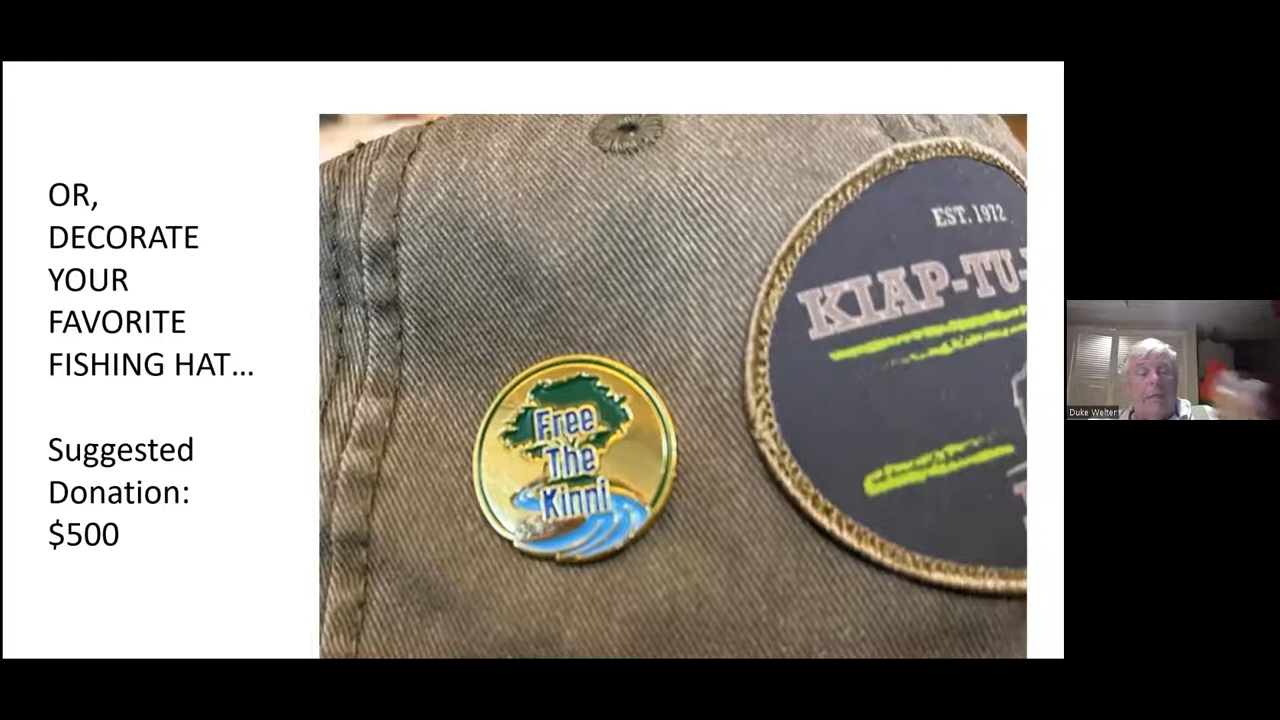 OR,
DECORATE
YOUR
FAVORITE
FISHING HAT...
Suggested
Donation:
$500
EST. 1972
KIAP-TU-
Free
The
Kinni
Duke Welter